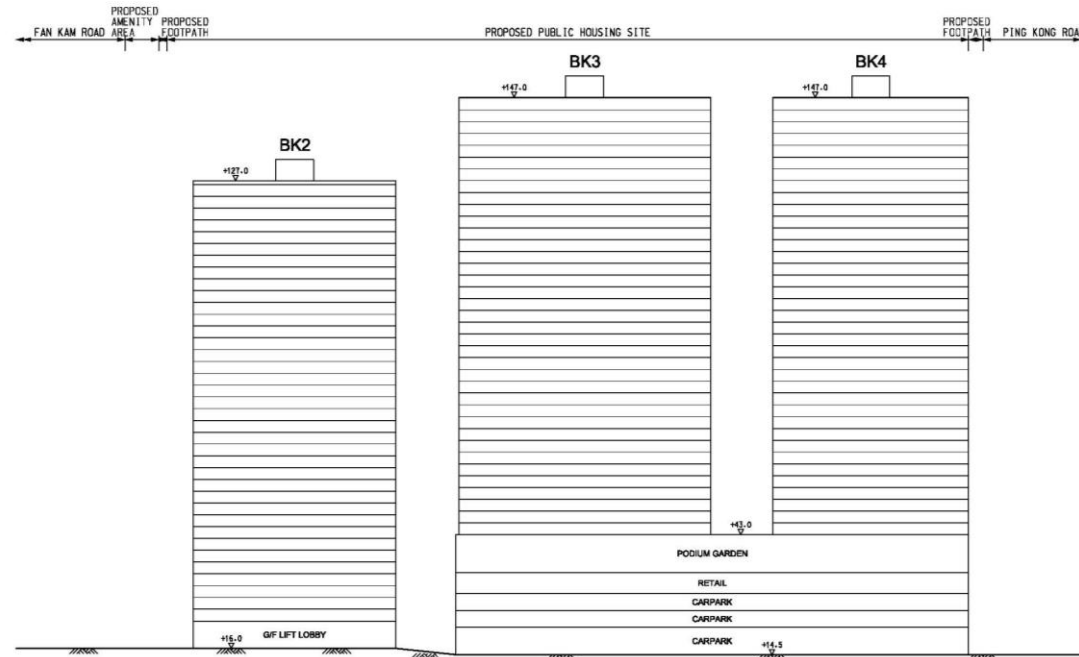 FAN KAM ROAD
PROPOSED
AMENITY
AREA
PROPOSED
FOOTPATH
PROPOSED PUBLIC HOUSING SITE
PROPOSED
FOOTPATH
PING KONG ROA
BK3
BK4
+147.0
+147.0
BK2
+127.0
+43.0
PODIUM GARDEN
RETAIL
CARPARK
CARPARK
G/F LIFT LOBBY
+16.0
CARPARK
+14.5